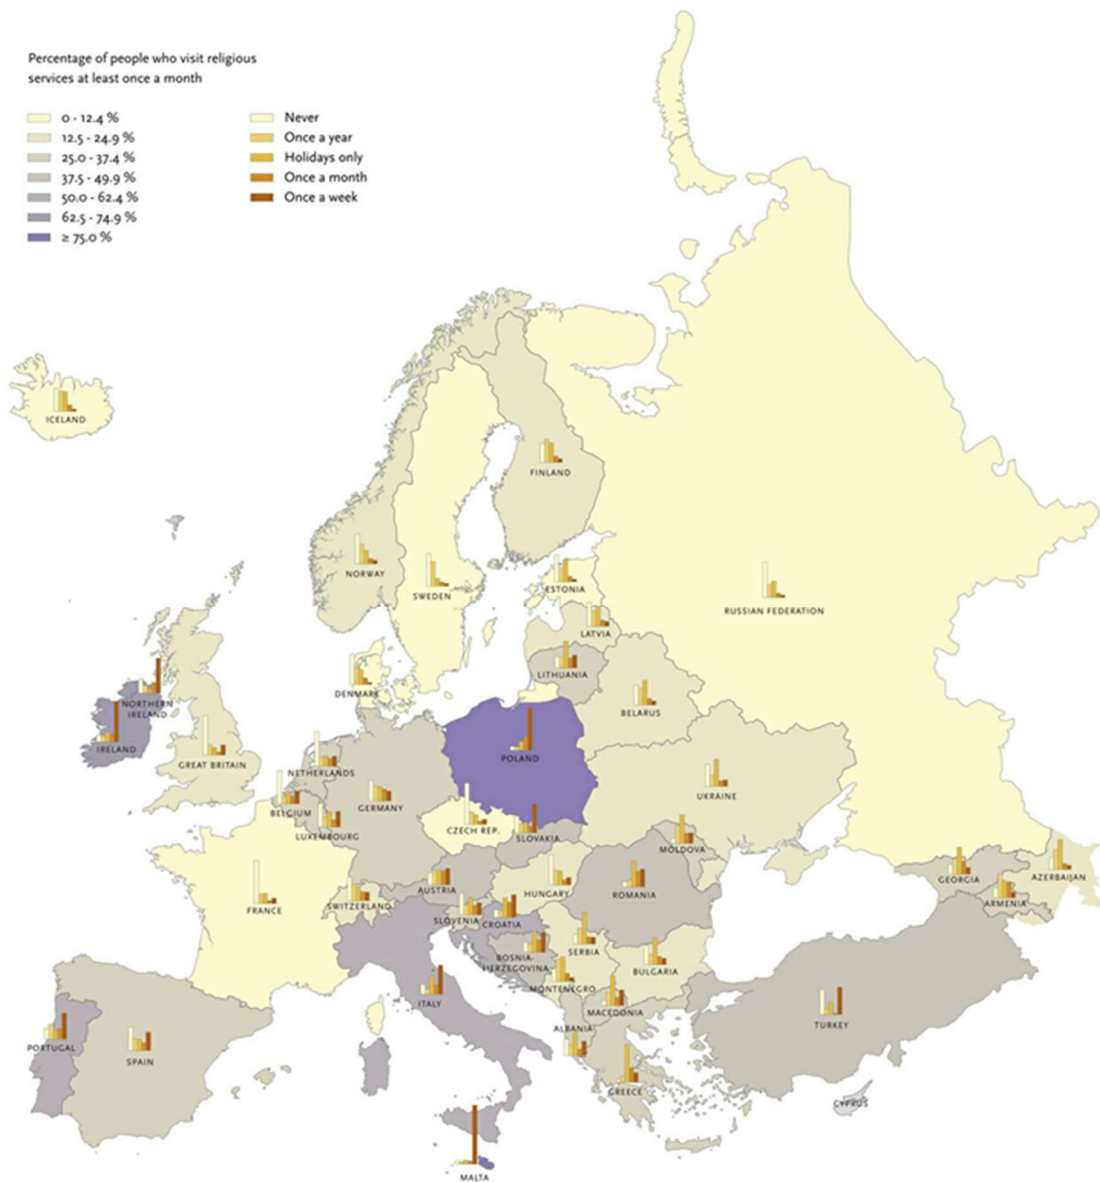 Percentage of people who visit religious
services at least once a month
0 - 12.4 %
12.5 - 24.9 %
25.0 - 37.4 %
37.5 - 49.9 %
50.0 - 62.4 %
62.5 - 74.9 %
≥ 75.0 %
Never
Once a year
Holidays only
Once a month
Once a week
ICELAND
FINLAND
NORWAY
SWEDEN
ESTONIA
RUSSIAN FEDERATION
LATVIA
LITHUANIA
DENMARK
NORTHERN
IRELAND
BELARUS
IRELAND
GREAT BRITAIN
POLAND
NETHERLANDS
UKRAINE
GERMANY
BELGIUM
LUXEMBOURG
CZECH REP.
SLOVAKIA
MOLDOVA
AUSTRIA
HUNGARY
ROMANIA
GEORGIA
AZERBAIJAN
ARMENIA
FRANCE
SWITZERLAND
SLOVENIA
CROATIA
SERBIA
BOSNIA-
HERZEGOVINA
BULGARIA
MONTENEGRO
ITALY
MACEDONIA
ALBANIA
TURKEY
PORTUGAL
SPAIN
GREECE
CYPRUS
MALTA